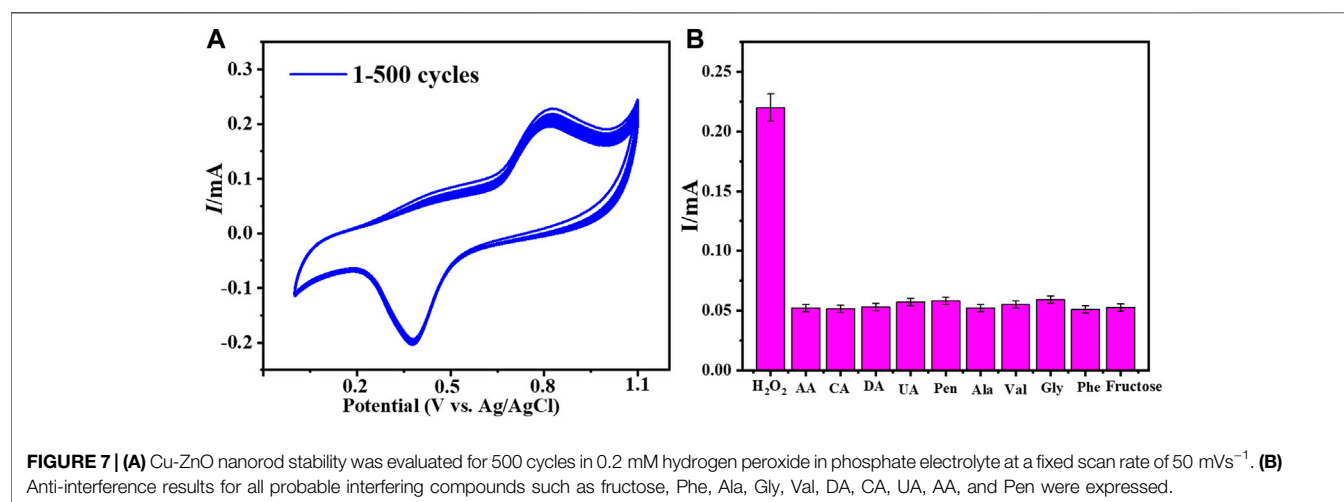 A
B
0.3
0.2
0.1
0.0
-0.1
-0.2
I/mA
1-500 cycles
0.2 0.5 0.8 1.1
Potential (V vs. Ag/AgCl)
0.25
0.20
0.15
0.10
0.05
0.00
I/mA
H₂O₂ AA CA DA UA Pen Ala Val Gly Phe Fructose
FIGURE 7 | (A) Cu-ZnO nanorod stability was evaluated for 500 cycles in 0.2 mM hydrogen peroxide in phosphate electrolyte at a fixed scan rate of 50 mVs⁻¹. (B)
Anti-interference results for all probable interfering compounds such as fructose, Phe, Ala, Gly, Val, DA, CA, UA, AA, and Pen were expressed.